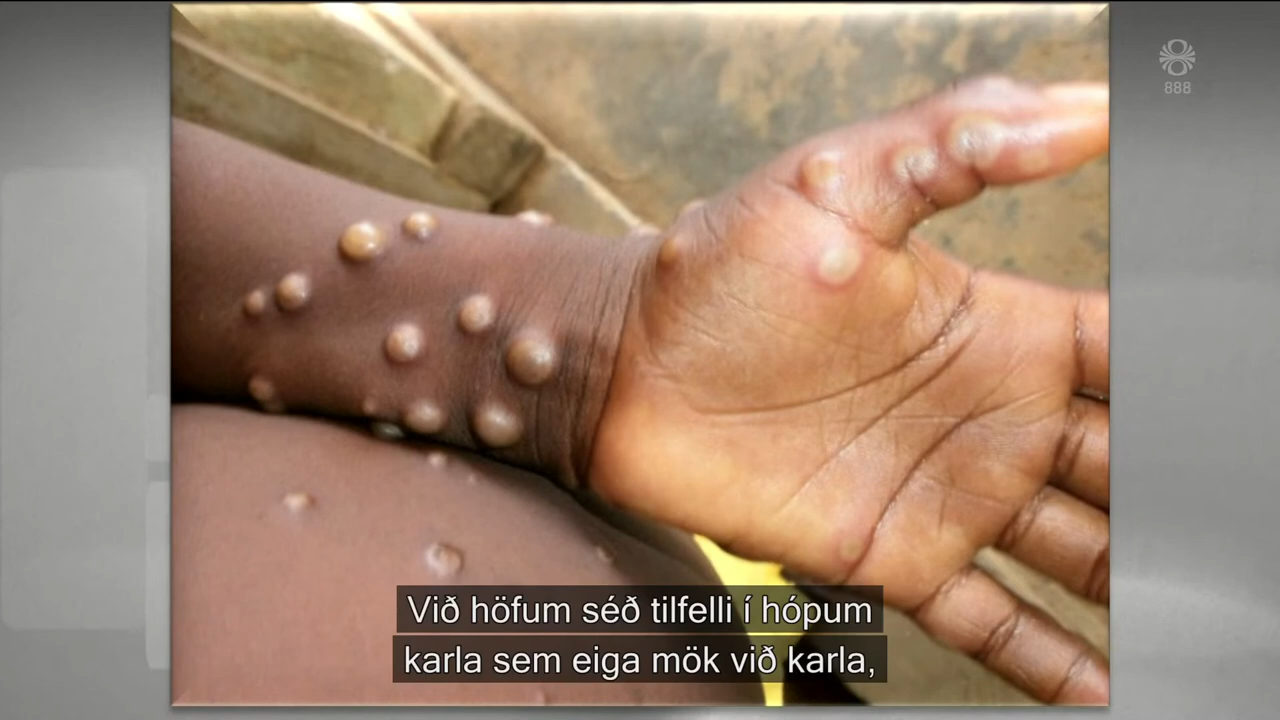 888
Við höfum séð tilfelli í hópum
karla sem eiga mök við karla,